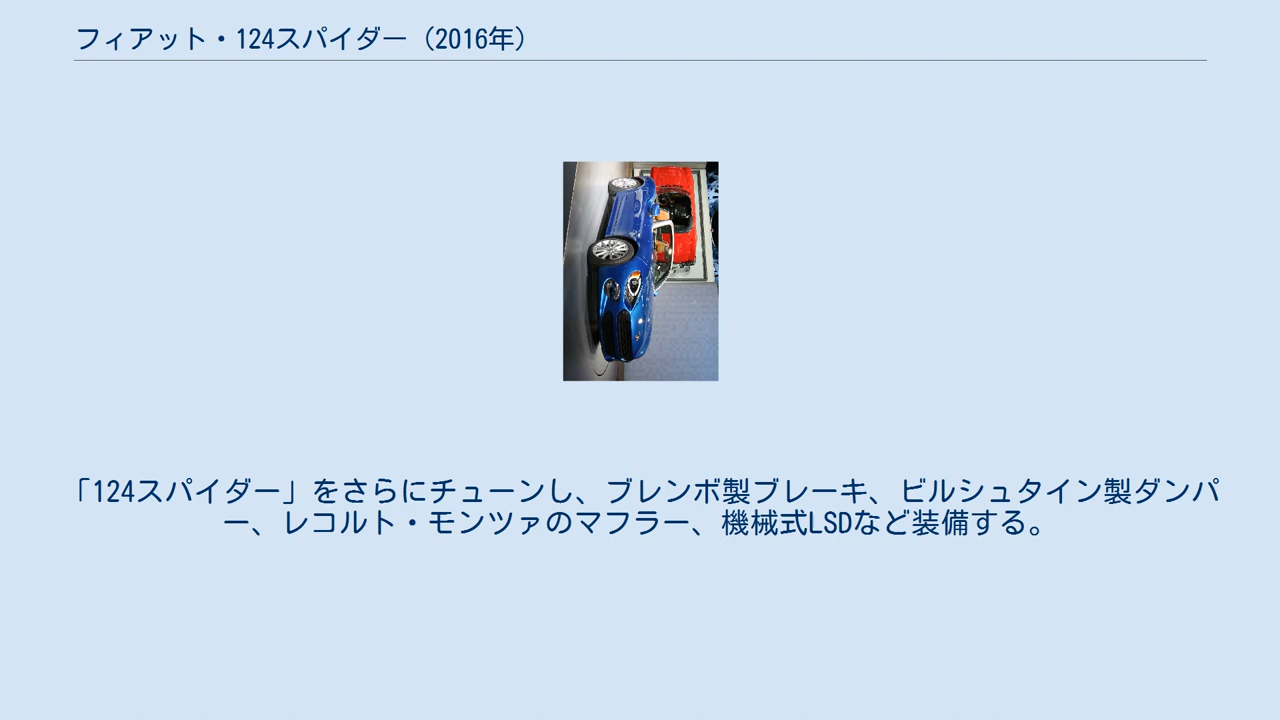 フィアット・124スパイダー（2016年）
「124スパイダー」をさらにチューンし、ブレンボ製ブレーキ、ビルシュタイン製ダンパ
ー、レコルト・モンツァのマフラー、機械式LSDなど装備する。